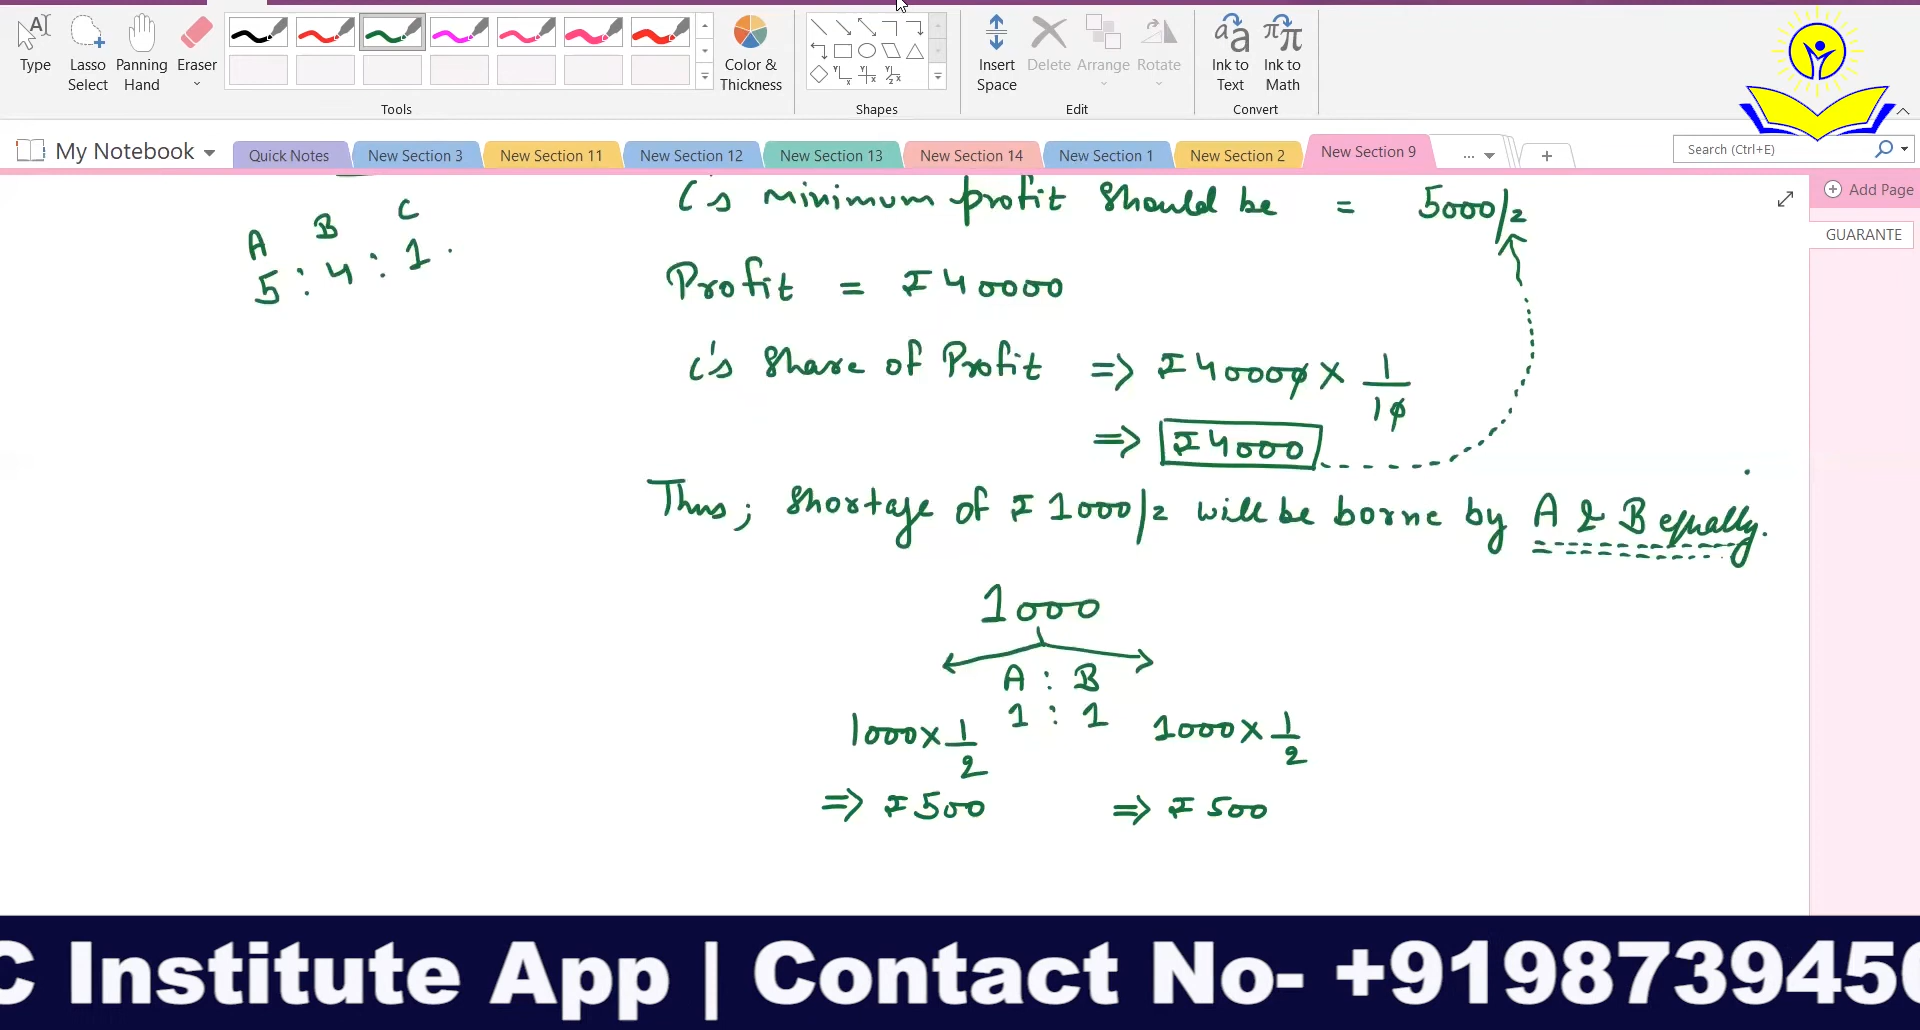 Type
Lasso Select
Panning Hand
Eraser
Color & Thickness
Insert Space
Delete
Arrange
Rotate
Ink to Text
Ink to Math
Tools
Shapes
Edit
Convert
My Notebook
Quick Notes
New Section 3
New Section 11
New Section 12
New Section 13
New Section 14
New Section 1
New Section 2
New Section 9
...
Search (Ctrl+E)
Add Page
GUARANTE
A B C
5 : 4 : 1
C's minimum profit should be = 5000/2
Profit = ₹40000
C's share of Profit => ₹40000 × 1/10
=> ₹4000
Thus; Shortage of ₹1000/2 will be borne by A & B equally.
1000
A : B
1 : 1
1000 × 1/2 1000 × 1/2
=> ₹500 => ₹500
C Institute App | Contact No- +919873945